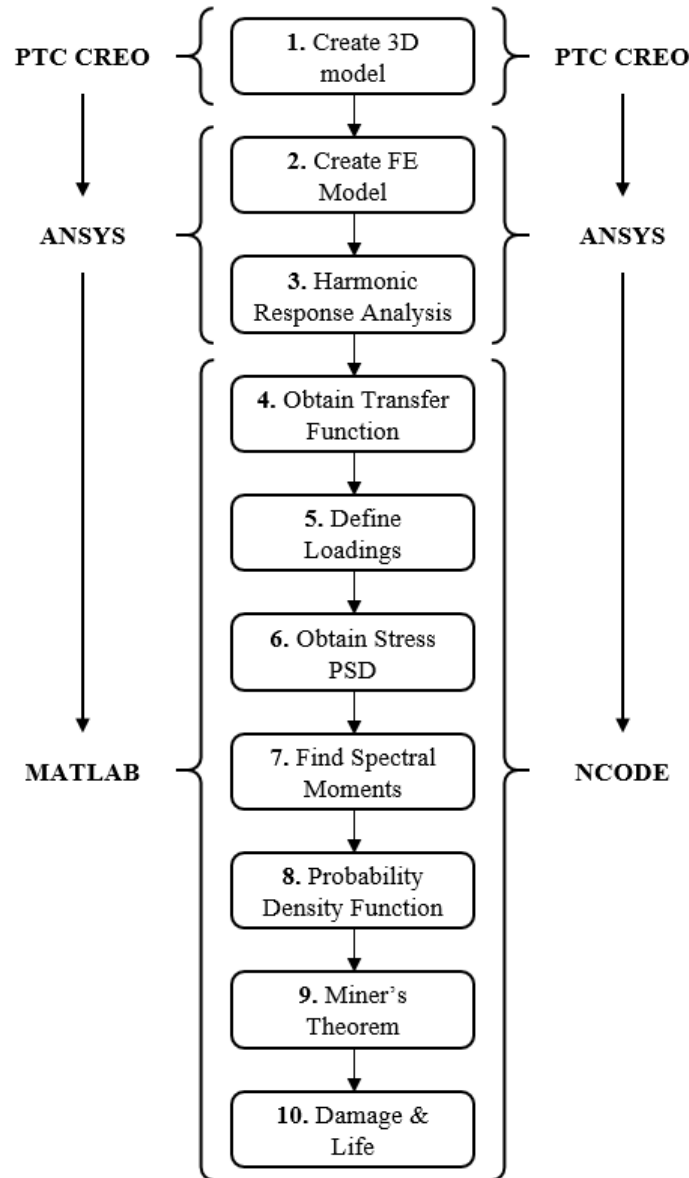 PTC CREO
1. Create 3D
model
PTC CREO
2. Create FE
Model
ANSYS
ANSYS
3. Harmonic
Response Analysis
4. Obtain Transfer
Function
5. Define
Loadings
6. Obtain Stress
PSD
MATLAB
7. Find Spectral
Moments
NCODE
8. Probability
Density Function
9. Miner’s
Theorem
10. Damage &
Life